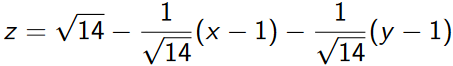 z = √14 − 1/√14 (x − 1) − 1/√14 (y − 1)